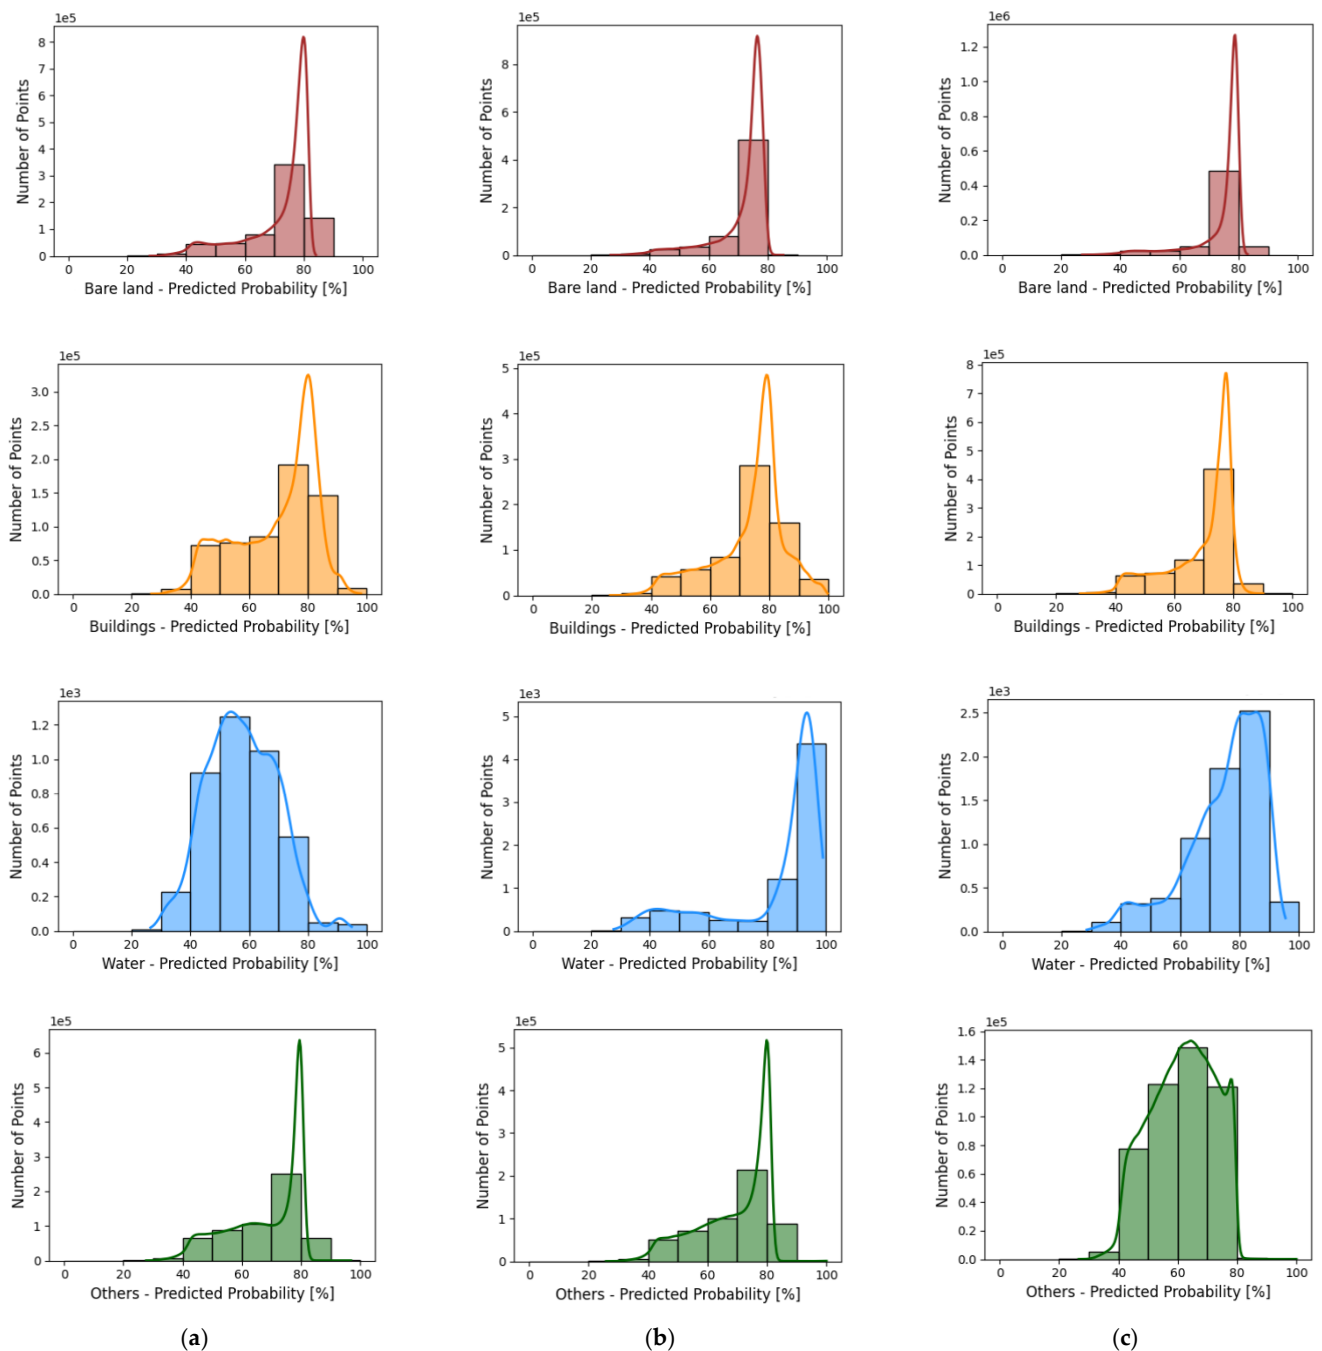 1e5
8
7
6
5
4
3
2
1
0
Number of Points
0 20 40 60 80 100
Bare land - Predicted Probability [%]
1e5
8
6
4
2
0
Number of Points
0 20 40 60 80 100
Bare land - Predicted Probability [%]
1e6
1.2
1.0
0.8
0.6
0.4
0.2
0.0
Number of Points
0 20 40 60 80 100
Bare land - Predicted Probability [%]
1e5
3.0
2.5
2.0
1.5
1.0
0.5
0.0
Number of Points
0 20 40 60 80 100
Buildings - Predicted Probability [%]
1e5
5
4
3
2
1
0
Number of Points
0 20 40 60 80 100
Buildings - Predicted Probability [%]
1e5
8
7
6
5
4
3
2
1
0
Number of Points
0 20 40 60 80 100
Buildings - Predicted Probability [%]
1e3
1.2
1.0
0.8
0.6
0.4
0.2
0.0
Number of Points
0 20 40 60 80 100
Water - Predicted Probability [%]
1e3
5
4
3
2
1
0
Number of Points
0 20 40 60 80 100
Water - Predicted Probability [%]
1e3
2.5
2.0
1.5
1.0
0.5
0.0
Number of Points
0 20 40 60 80 100
Water - Predicted Probability [%]
1e5
6
5
4
3
2
1
0
Number of Points
0 20 40 60 80 100
Others - Predicted Probability [%]
1e5
5
4
3
2
1
0
Number of Points
0 20 40 60 80 100
Others - Predicted Probability [%]
1e5
1.6
1.4
1.2
1.0
0.8
0.6
0.4
0.2
0.0
Number of Points
0 20 40 60 80 100
Others - Predicted Probability [%]
(a) (b) (c)